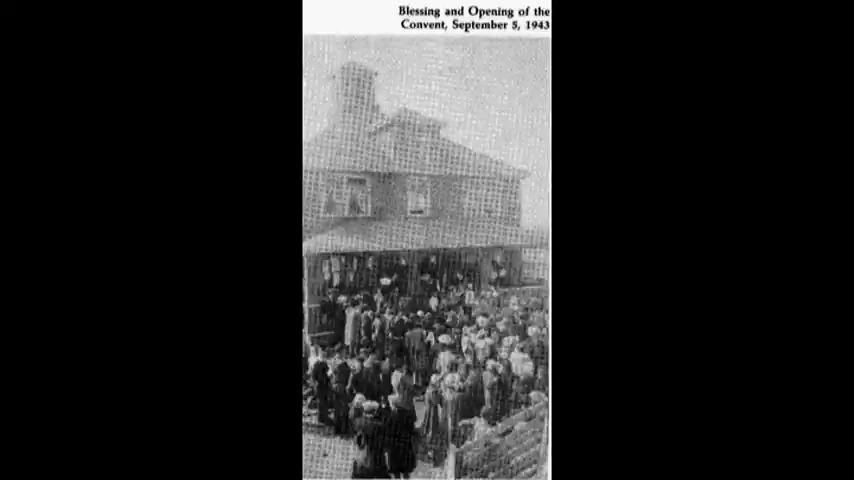 Blessing and Opening of the
Convent, September 5, 1943